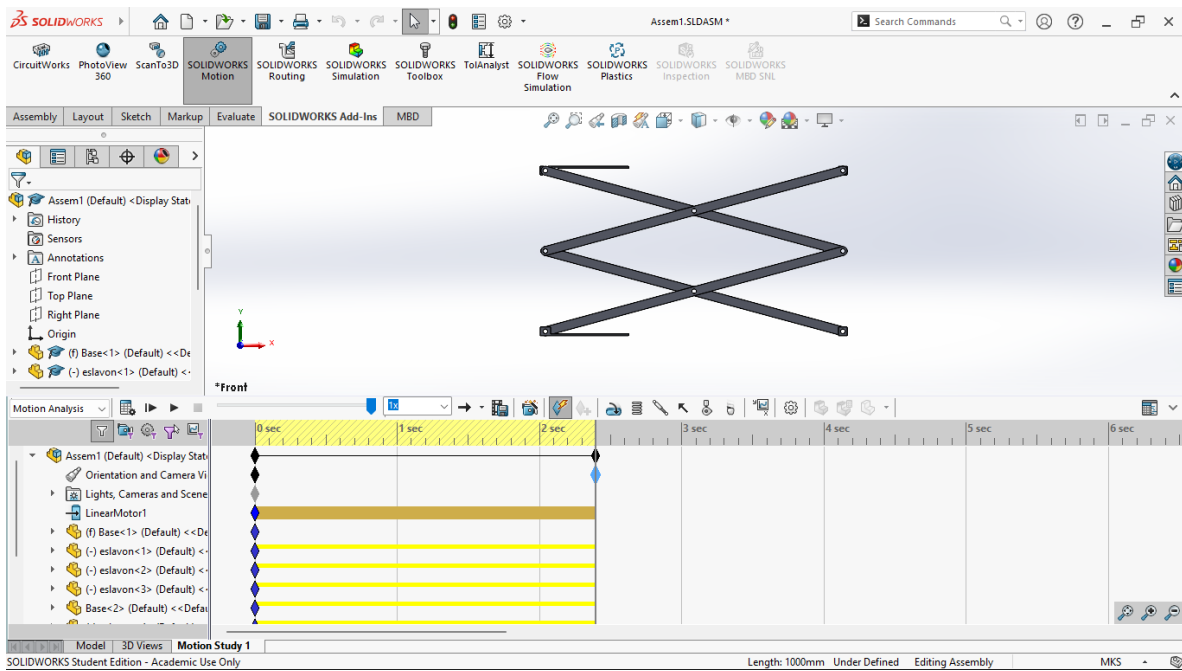 3S SOLIDWORKS
Assem1.SLDASM *
Search Commands
CircuitWorks
PhotoView 360
ScanTo3D
SOLIDWORKS Motion
SOLIDWORKS Routing
SOLIDWORKS Simulation
SOLIDWORKS Toolbox
TolAnalyst
SOLIDWORKS Flow Simulation
SOLIDWORKS Plastics
SOLIDWORKS Inspection
SOLIDWORKS MBD SNL
Assembly Layout Sketch Markup Evaluate SOLIDWORKS Add-Ins MBD
Assem1 (Default) <Display Stat
History
Sensors
Annotations
Front Plane
Top Plane
Right Plane
Origin
(f) Base<1> (Default) <<De
(-) eslavon<1> (Default) <
Y
X
*Front
Motion Analysis
1x
0 sec 1 sec 2 sec 3 sec 4 sec 5 sec 6 sec
Assem1 (Default) <Display Stat
Orientation and Camera Vi
Lights, Cameras and Scene
LinearMotor1
(f) Base<1> (Default) <<De
(-) eslavon<1> (Default) <
(-) eslavon<2> (Default) <
(-) eslavon<3> (Default) <
Base<2> (Default) <<Defau
Model 3D Views Motion Study 1
SOLIDWORKS Student Edition - Academic Use Only
Length: 1000mm Under Defined Editing Assembly MKS